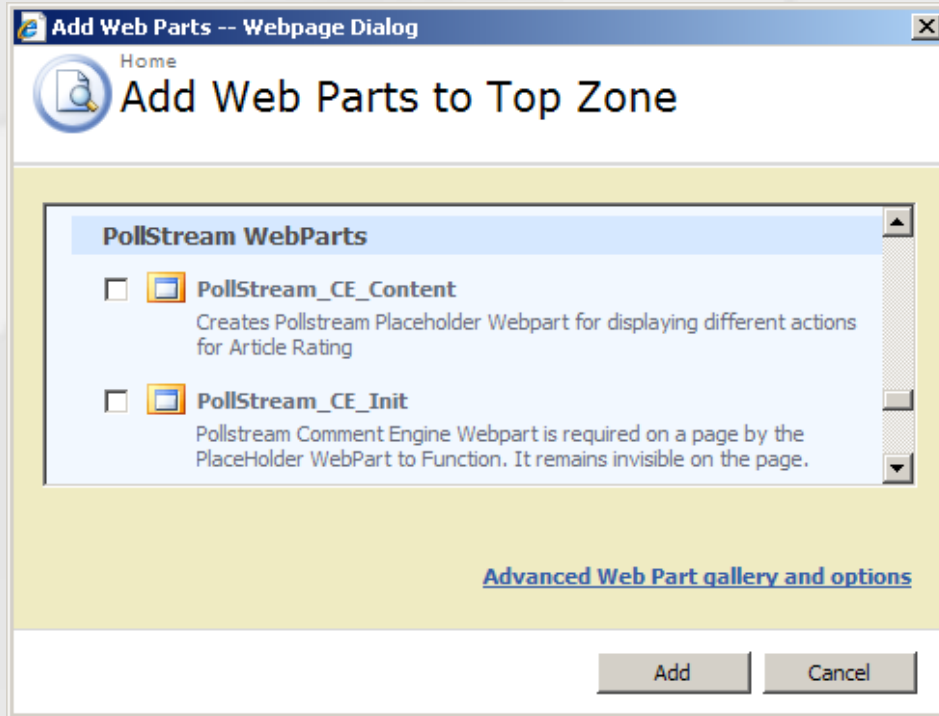 Add Web Parts -- Webpage Dialog
Home
Add Web Parts to Top Zone
PollStream WebParts
PollStream_CE_Content
Creates Pollstream Placeholder Webpart for displaying different actions
for Article Rating
PollStream_CE_Init
Pollstream Comment Engine Webpart is required on a page by the
PlaceHolder WebPart to Function. It remains invisible on the page.
Advanced Web Part gallery and options
Add
Cancel